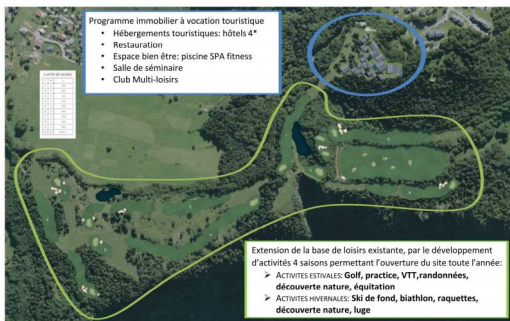 Programme immobilier à vocation touristique
• Hébergements touristiques: hôtels 4*
• Restauration
• Espace bien être: piscine SPA fitness
• Salle de séminaire
• Club Multi-loisirs
CARTE DE SCORE
Extension de la base de loisirs existante, par le développement
d'activités 4 saisons permettant l'ouverture du site toute l'année:
➢ ACTIVITES ESTIVALES: Golf, practice, VTT,randonnées,
découverte nature, équitation
➢ ACTIVITES HIVERNALES: Ski de fond, biathlon, raquettes,
découverte nature, luge